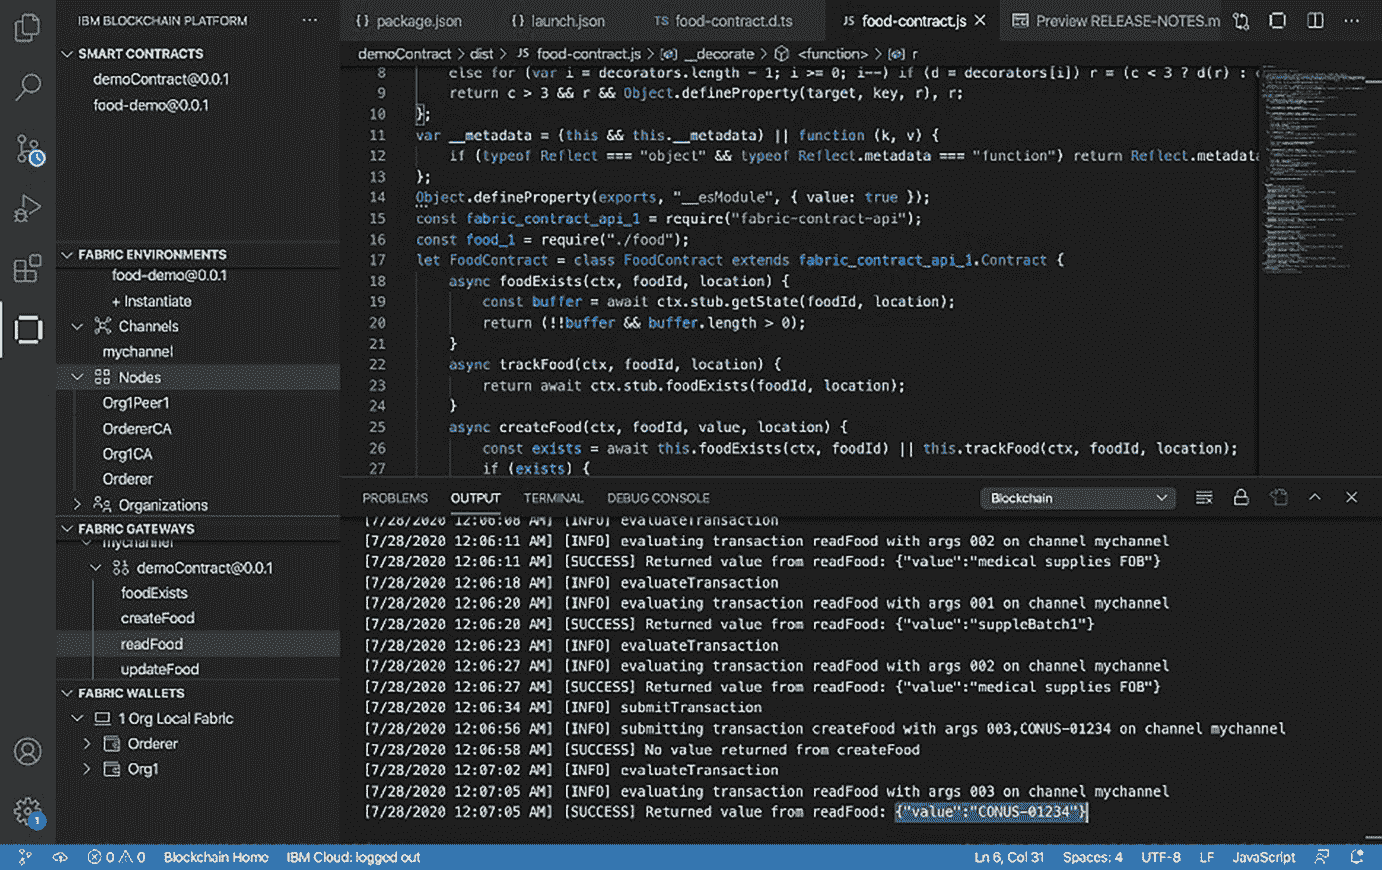 IBM BLOCKCHAIN PLATFORM ···
SMART CONTRACTS
demoContract@0.0.1
food-demo@0.0.1
FABRIC ENVIRONMENTS
food-demo@0.0.1
+ Instantiate
Channels
mychannel
Nodes
Org1Peer1
OrdererCA
Org1CA
Orderer
Organizations
FABRIC GATEWAYS
mychannel
demoContract@0.0.1
foodExists
createFood
readFood
updateFood
FABRIC WALLETS
1 Org Local Fabric
Orderer
Org1
{} package.json {} launch.json TS food-contract.d.ts JS food-contract.js Preview RELEASE-NOTES.m
demoContract > dist > JS food-contract.js > __decorate > <function> > r
8 else for (var i = decorators.length - 1; i >= 0; i--) if (d = decorators[i]) r = (c < 3 ? d(r) :
9 return c > 3 && r && Object.defineProperty(target, key, r), r;
10 };
11 var __metadata = (this && this.__metadata) || function (k, v) {
12 if (typeof Reflect === "object" && typeof Reflect.metadata === "function") return Reflect.metadata
13 };
14 Object.defineProperty(exports, "__esModule", { value: true });
15 const fabric_contract_api_1 = require("fabric-contract-api");
16 const food_1 = require("./food");
17 let FoodContract = class FoodContract extends fabric_contract_api_1.Contract {
18 async foodExists(ctx, foodId, location) {
19 const buffer = await ctx.stub.getState(foodId, location);
20 return (!!buffer && buffer.length > 0);
21 }
22 async trackFood(ctx, foodId, location) {
23 return await ctx.stub.foodExists(foodId, location);
24 }
25 async createFood(ctx, foodId, value, location) {
26 const exists = await this.foodExists(ctx, foodId) || this.trackFood(ctx, foodId, location);
27 if (exists) {
PROBLEMS OUTPUT TERMINAL DEBUG CONSOLE Blockchain
[7/28/2020 12:06:08 AM] [INFO] evaluateTransaction
[7/28/2020 12:06:11 AM] [INFO] evaluating transaction readFood with args 002 on channel mychannel
[7/28/2020 12:06:11 AM] [SUCCESS] Returned value from readFood: {"value":"medical supplies FOB"}
[7/28/2020 12:06:18 AM] [INFO] evaluateTransaction
[7/28/2020 12:06:20 AM] [INFO] evaluating transaction readFood with args 001 on channel mychannel
[7/28/2020 12:06:20 AM] [SUCCESS] Returned value from readFood: {"value":"suppleBatch1"}
[7/28/2020 12:06:23 AM] [INFO] evaluateTransaction
[7/28/2020 12:06:27 AM] [INFO] evaluating transaction readFood with args 002 on channel mychannel
[7/28/2020 12:06:27 AM] [SUCCESS] Returned value from readFood: {"value":"medical supplies FOB"}
[7/28/2020 12:06:34 AM] [INFO] submitTransaction
[7/28/2020 12:06:56 AM] [INFO] submitting transaction createFood with args 003,CONUS-01234 on channel mychannel
[7/28/2020 12:06:58 AM] [SUCCESS] No value returned from createFood
[7/28/2020 12:07:02 AM] [INFO] evaluateTransaction
[7/28/2020 12:07:05 AM] [INFO] evaluating transaction readFood with args 003 on channel mychannel
[7/28/2020 12:07:05 AM] [SUCCESS] Returned value from readFood: {"value":"CONUS-01234"}
1
0 0 Blockchain Home IBM Cloud: logged out Ln 6, Col 31 Spaces: 4 UTF-8 LF JavaScript